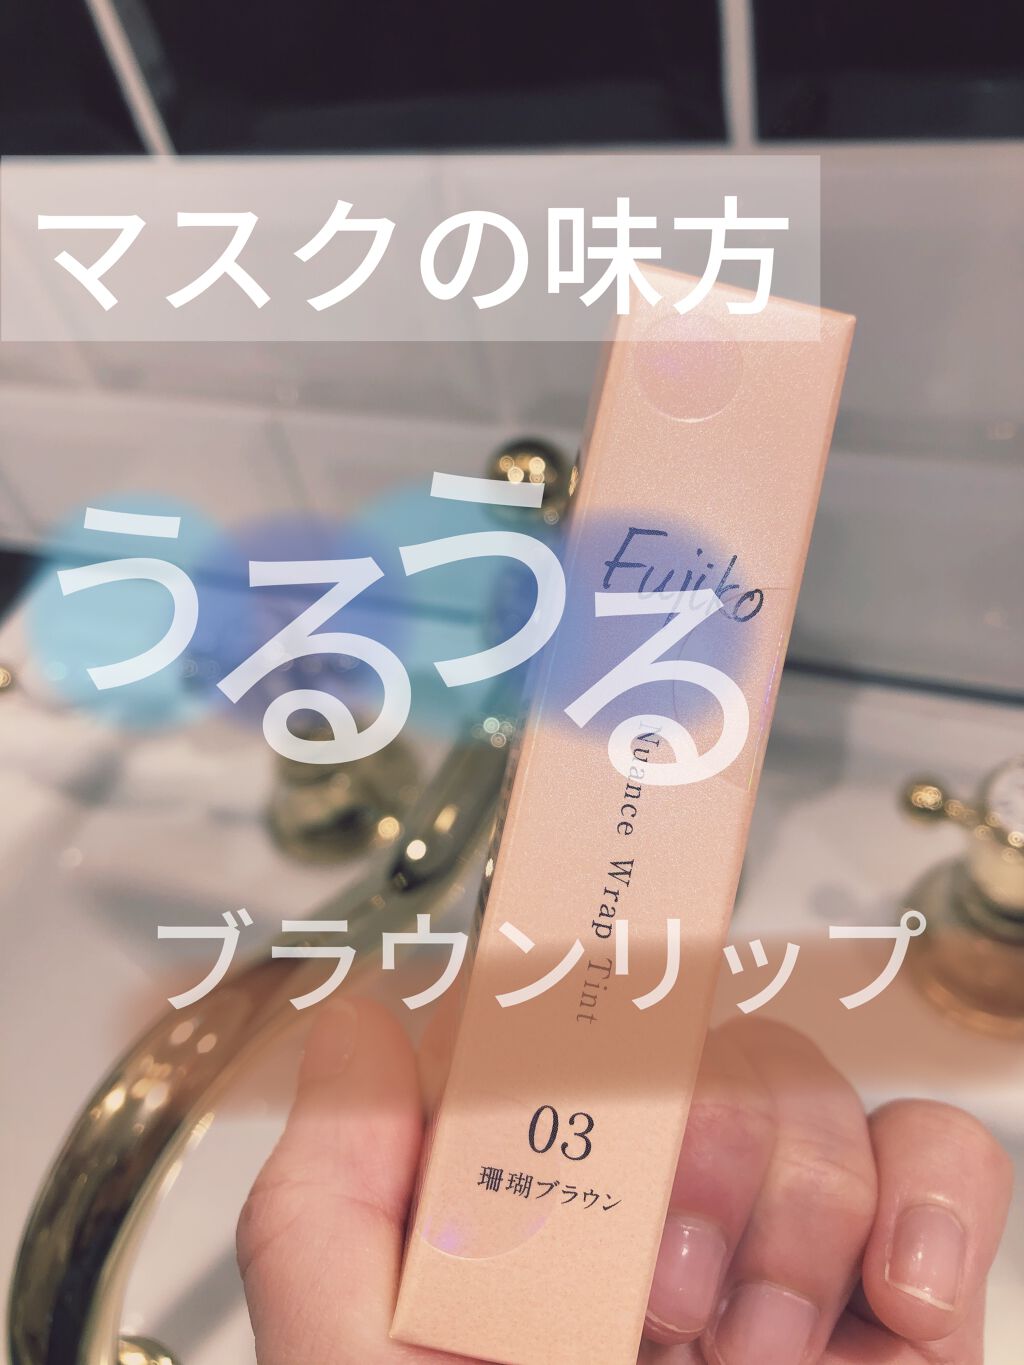 マスクの味方
うるうる
Fujiko
Nuance Wrap Tint
ブラウンリップ
03
珊瑚ブラウン